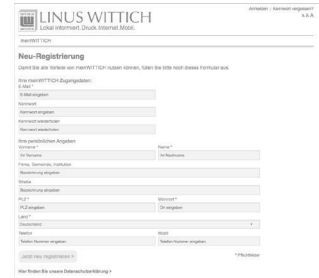 Anmelden | Kennwort vergessen?
A A A
LINUS WITTICH
Lokal informiert. Druck. Internet. Mobil.
meinWITTICH
Neu-Registrierung
Damit Sie alle Vorteile von meinWITTICH nutzen können, füllen Sie bitte noch dieses Formular aus.
Ihre meinWITTICH Zugangsdaten:
E-Mail *
E-Mail eingeben
Kennwort
Kennwort eingeben
Kennwort wiederholen
Kennwort wiederholen
Ihre persönlichen Angaben
Vorname * Name *
Ihr Vorname Ihr Nachname
Firma, Gemeinde, Institution
Bezeichnung eingeben
Straße
Bezeichnung eingeben
PLZ * Wohnort *
PLZ eingeben Ort eingeben
Land *
Deutschland
Telefon Mobil
Telefon-Nummer eingeben Telefon-Nummer eingeben
Jetzt neu registrieren > * Pflichtfelder
Hier finden Sie unsere Datenschutzerklärung >